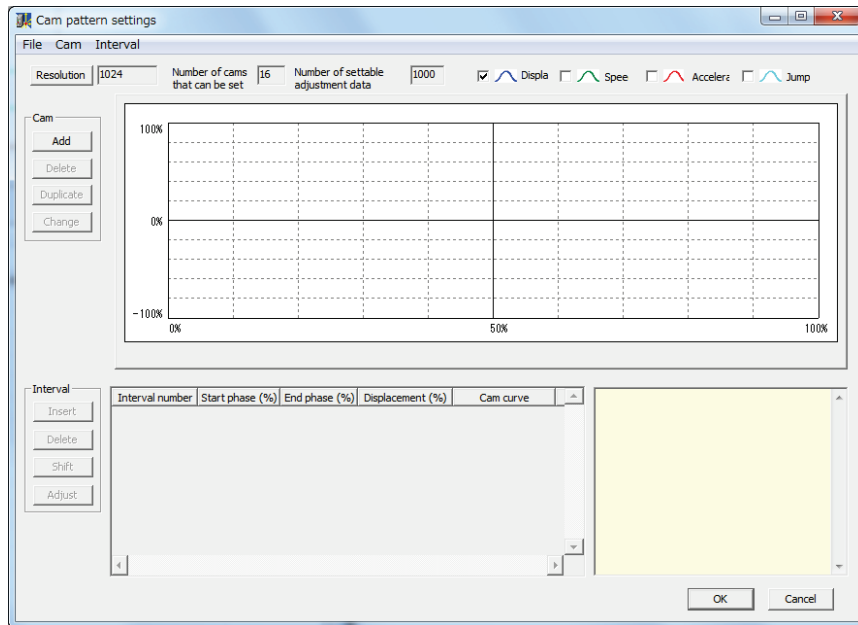 Cam pattern settings
File Cam Interval
Resolution 1024 Number of cams that can be set 16 Number of settable adjustment data 1000 Displa Spee Accelera Jump
Cam
Add
Delete
Duplicate
Change
100%
0%
-100%
0% 50% 100%
Interval
Insert
Delete
Shift
Adjust
Interval number Start phase (%) End phase (%) Displacement (%) Cam curve
OK Cancel